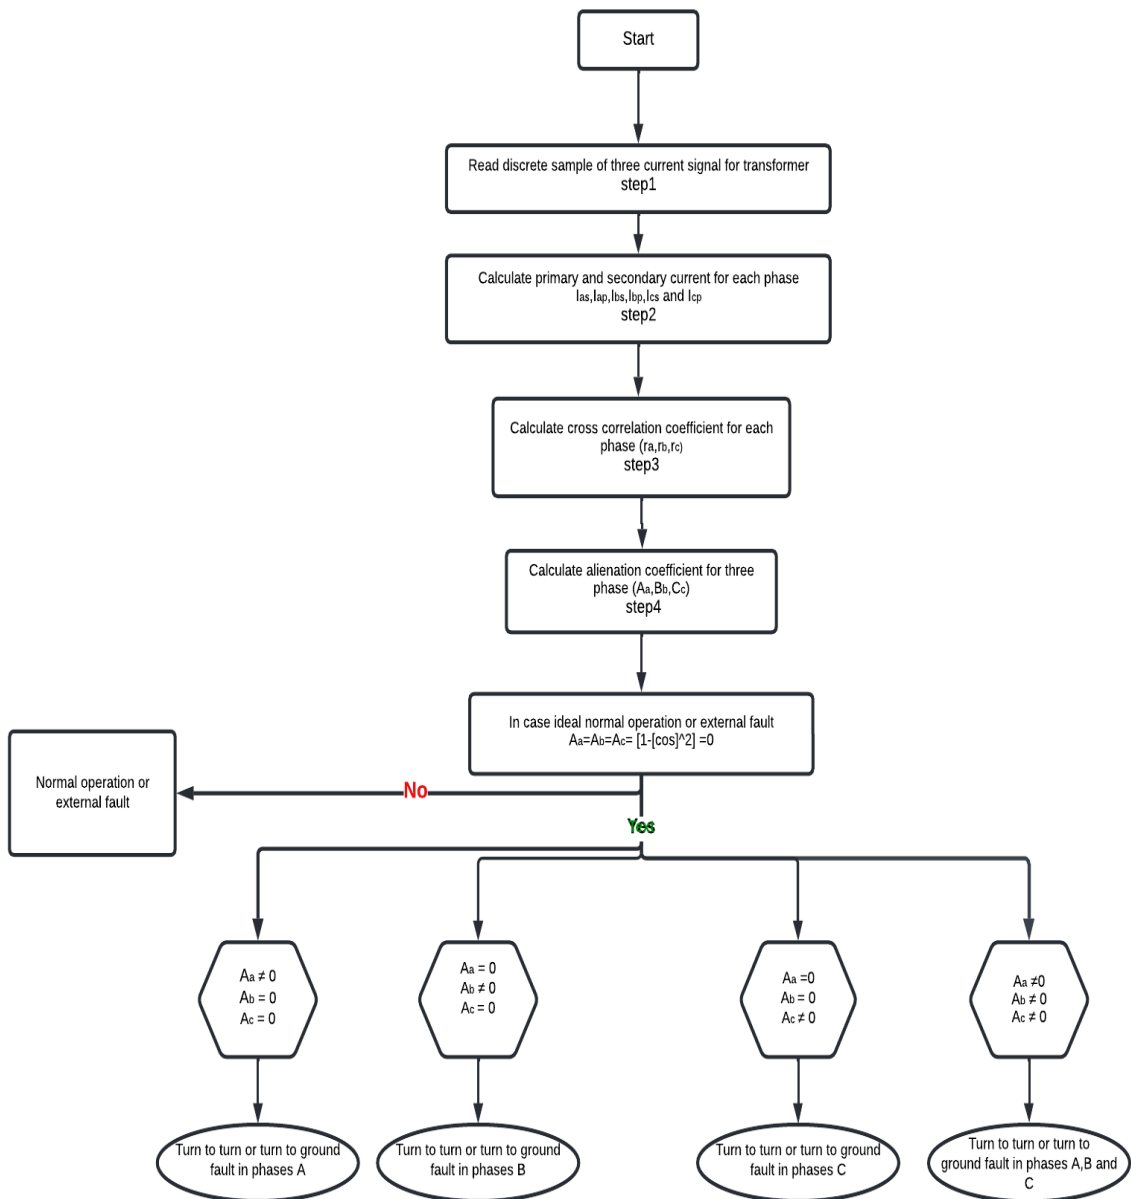 Start
Read discrete sample of three current signal for transformer
step1
Calculate primary and secondary current for each phase
Ias,Iap,Ibs,Ibp,Ics and Icp
step2
Calculate cross correlation coefficient for each
phase (ra,rb,rc)
step3
Calculate alienation coefficient for three
phase (Aa,Bb,Cc)
step4
In case ideal normal operation or external fault
Aa=Ab=Ac= [1-[cos]^2] =0
Normal operation or
external fault
No
Yes
Aa ≠ 0
Ab = 0
Ac = 0
Aa = 0
Ab ≠ 0
Ac = 0
Aa =0
Ab = 0
Ac ≠ 0
Aa ≠0
Ab ≠ 0
Ac ≠ 0
Turn to turn or turn to ground
fault in phases A
Turn to turn or turn to ground
fault in phases B
Turn to turn or turn to ground
fault in phases C
Turn to turn or turn to
ground fault in phases A,B and
C